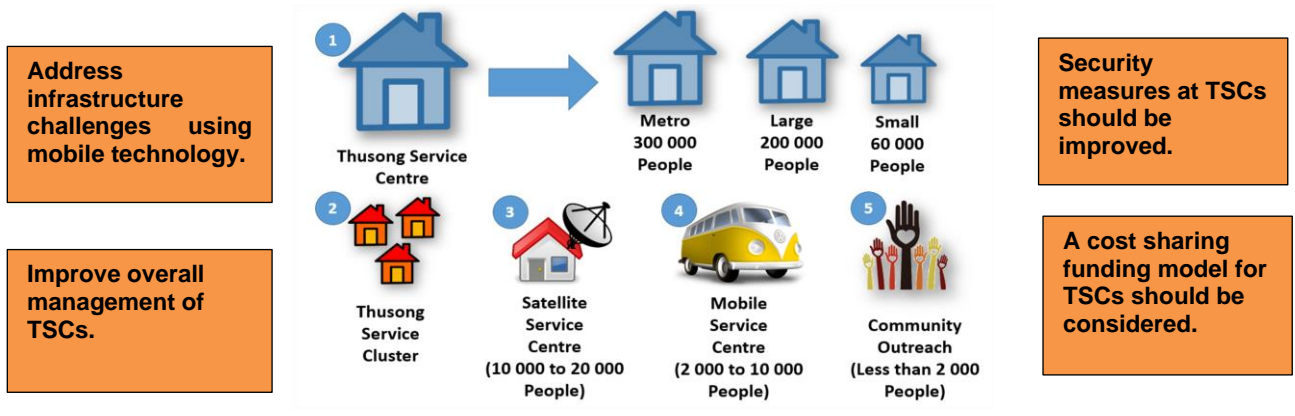 Address
infrastructure
challenges using
mobile technology.
Improve overall
management of
TSCs.
1
Thusong Service
Centre
Metro
300 000
People
Large
200 000
People
Small
60 000
People
2
Thusong
Service
Cluster
3
Satellite
Service
Centre
(10 000 to 20 000
People)
4
Mobile
Service
Centre
(2 000 to 10 000
People)
5
Community
Outreach
(Less than 2 000
People)
Security
measures at TSCs
should be
improved.
A cost sharing
funding model for
TSCs should be
considered.